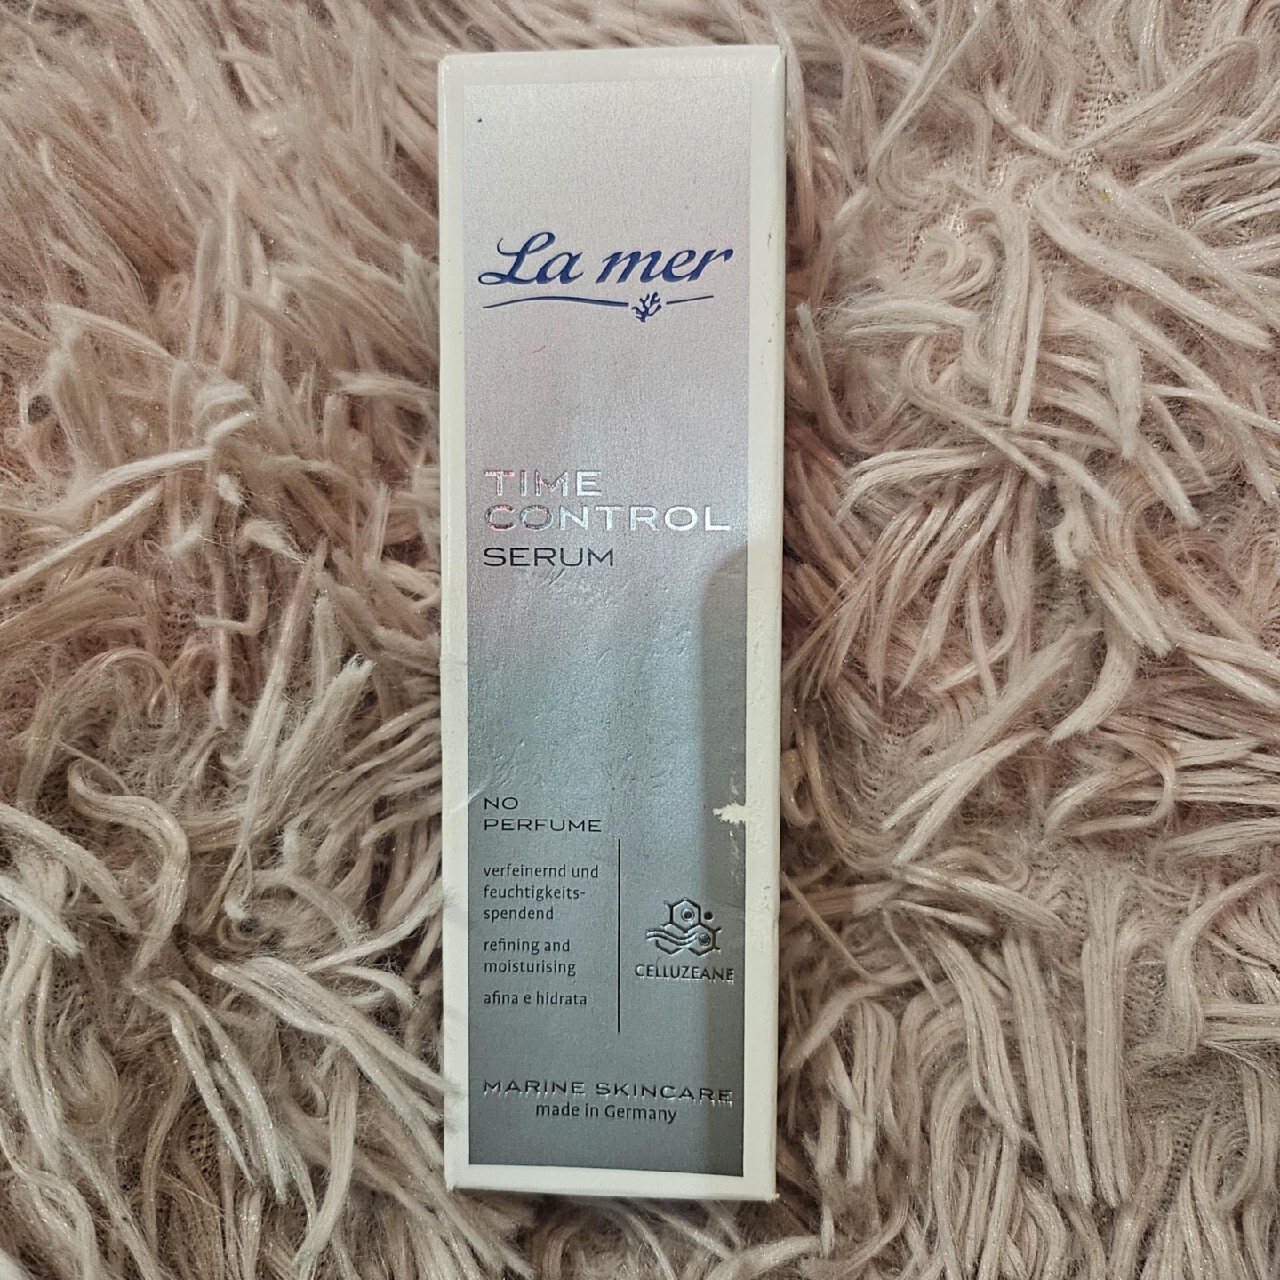 La mer
TIME
CONTROL
SERUM
NO
PERFUME
verfeinernd und
feuchtigkeits-
spendend
refining and
moisturising
afina e hidrata
CELLUZEANE
MARINE SKINCARE
made in Germany